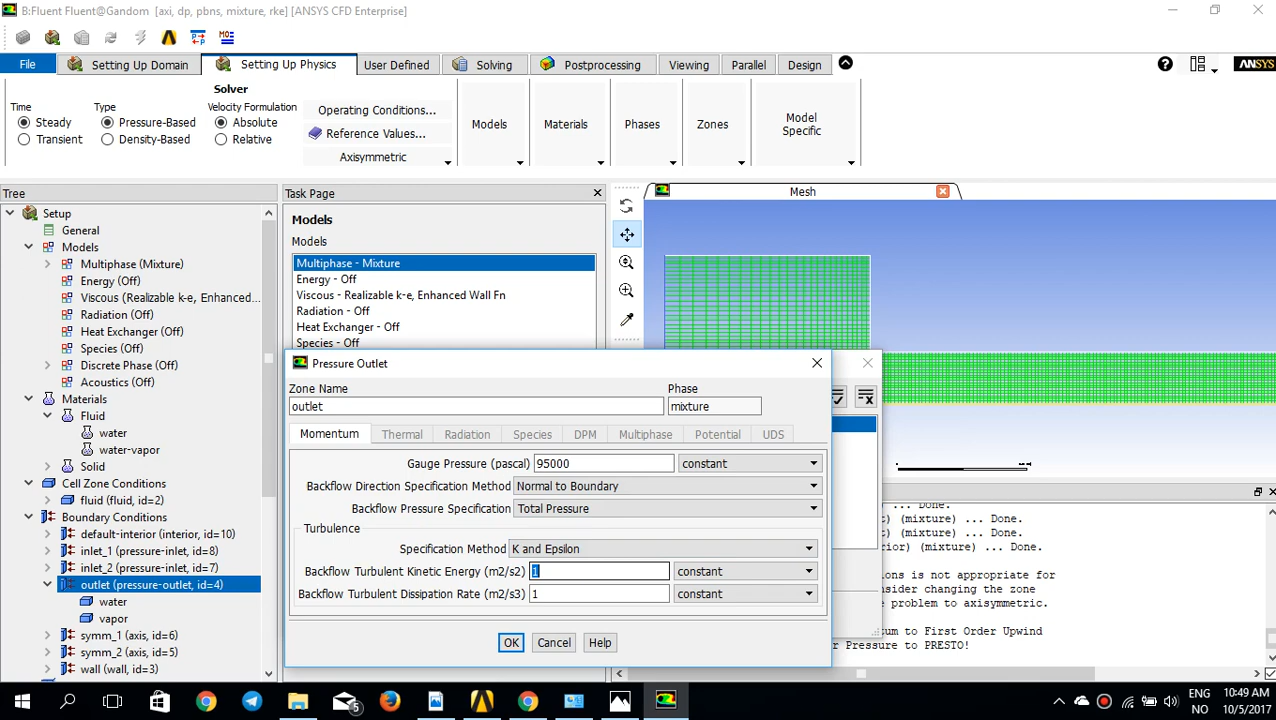 B:Fluent Fluent@Gandom [axi, dp, pbns, mixture, rke] [ANSYS CFD Enterprise]
File
Setting Up Domain
Setting Up Physics
User Defined
Solving
Postprocessing
Viewing
Parallel
Design
ANSYS
Solver
Time
Type
Velocity Formulation
Steady
Pressure-Based
Absolute
Transient
Density-Based
Relative
Operating Conditions...
Reference Values...
Axisymmetric
Models
Materials
Phases
Zones
Model
Specific
Tree
Setup
General
Models
Multiphase (Mixture)
Energy (Off)
Viscous (Realizable k-e, Enhanced...
Radiation (Off)
Heat Exchanger (Off)
Species (Off)
Discrete Phase (Off)
Acoustics (Off)
Materials
Fluid
water
water-vapor
Solid
Cell Zone Conditions
fluid (fluid, id=2)
Boundary Conditions
default-interior (interior, id=10)
inlet_1 (pressure-inlet, id=8)
inlet_2 (pressure-inlet, id=7)
outlet (pressure-outlet, id=4)
water
vapor
symm_1 (axis, id=6)
symm_2 (axis, id=5)
wall (wall, id=3)
Task Page
Models
Models
Multiphase - Mixture
Energy - Off
Viscous - Realizable k-e, Enhanced Wall Fn
Radiation - Off
Heat Exchanger - Off
Species - Off
Mesh
Pressure Outlet
Zone Name
Phase
outlet
mixture
Momentum
Thermal
Radiation
Species
DPM
Multiphase
Potential
UDS
Gauge Pressure (pascal) 95000 constant
Backflow Direction Specification Method Normal to Boundary
Backflow Pressure Specification Total Pressure
Turbulence
Specification Method K and Epsilon
Backflow Turbulent Kinetic Energy (m2/s2) 1 constant
Backflow Turbulent Dissipation Rate (m2/s3) 1 constant
OK
Cancel
Help
t) (mixture) ... Done.
t) (mixture) ... Done.
rior) (mixture) ... Done.
ons is not appropriate for
nsider changing the zone
e problem to axisymmetric.
um to First Order Upwind
r Pressure to PRESTO!
5
ENG
NO
10:49 AM
10/5/2017